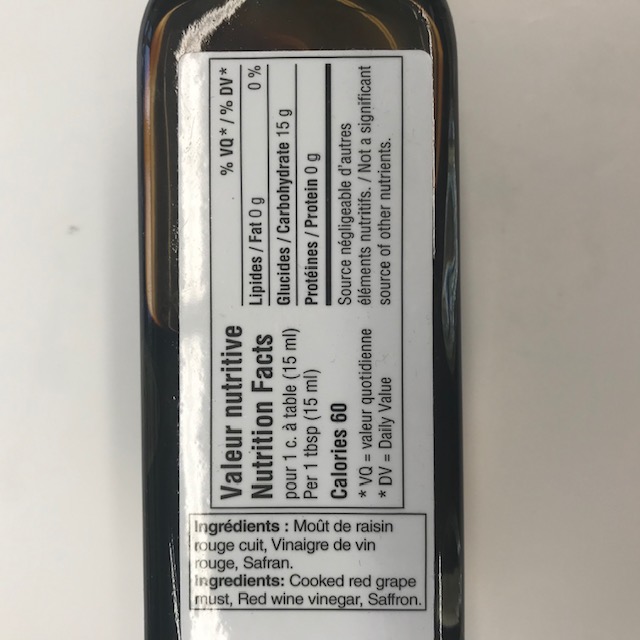 Valeur nutritive
Nutrition Facts
pour 1 c. à table (15 ml)
Per 1 tbsp (15 ml)
Calories 60
* VQ = valeur quotidienne
* DV = Daily Value
% VQ* / % DV*
Lipides / Fat 0 g 0 %
Glucides / Carbohydrate 15 g
Protéines / Protein 0 g
Source négligeable d'autres
éléments nutritifs. / Not a significant
source of other nutrients.
Ingrédients : Moût de raisin
rouge cuit, Vinaigre de vin
rouge, Safran.
Ingredients: Cooked red grape
must, Red wine vinegar, Saffron.